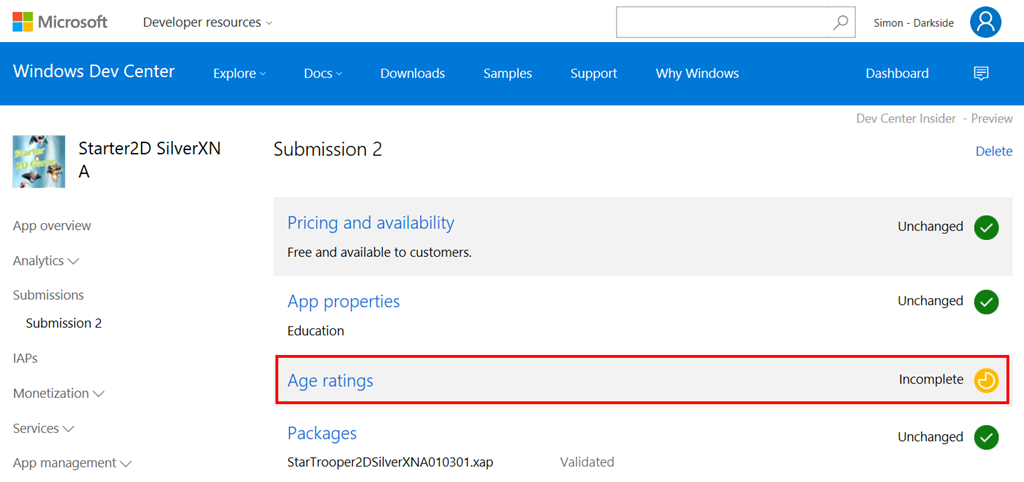 Microsoft
Developer resources
Simon - Darkside
Windows Dev Center
Explore
Docs
Downloads
Samples
Support
Why Windows
Dashboard
Dev Center Insider - Preview
Starter2D SilverXN
A
Submission 2
Delete
App overview
Analytics
Submissions
Submission 2
IAPs
Monetization
Services
App management
Pricing and availability
Unchanged
Free and available to customers.
App properties
Unchanged
Education
Age ratings
Incomplete
Packages
Unchanged
StarTrooper2DSilverXNA010301.xap
Validated